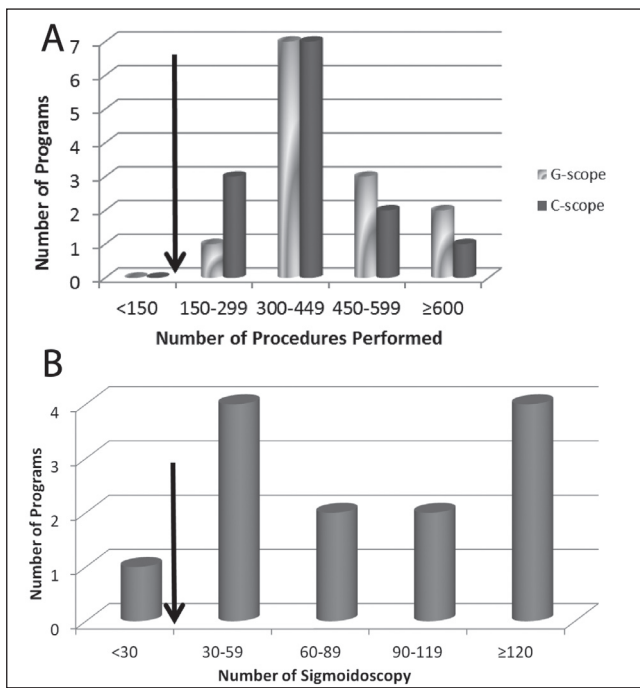 A
Number of Programs
7
6
5
4
3
2
1
0
<150 150-299 300-449 450-599 ≥600
Number of Procedures Performed
G-scope
C-scope
B
Number of Programs
4
3
2
1
0
<30 30-59 60-89 90-119 ≥120
Number of Sigmoidoscopy